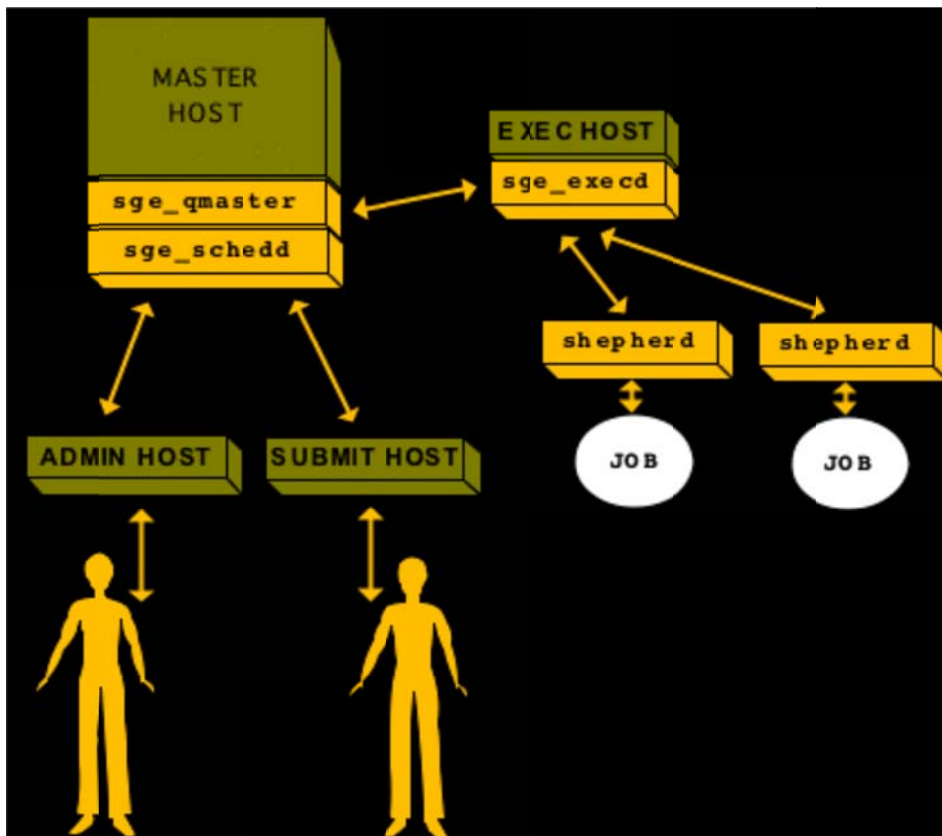 MASTER
HOST
sge_qmaster
sge_schedd
EXEC HOST
sge_execd
shepherd
shepherd
JOB
JOB
ADMIN HOST
SUBMIT HOST